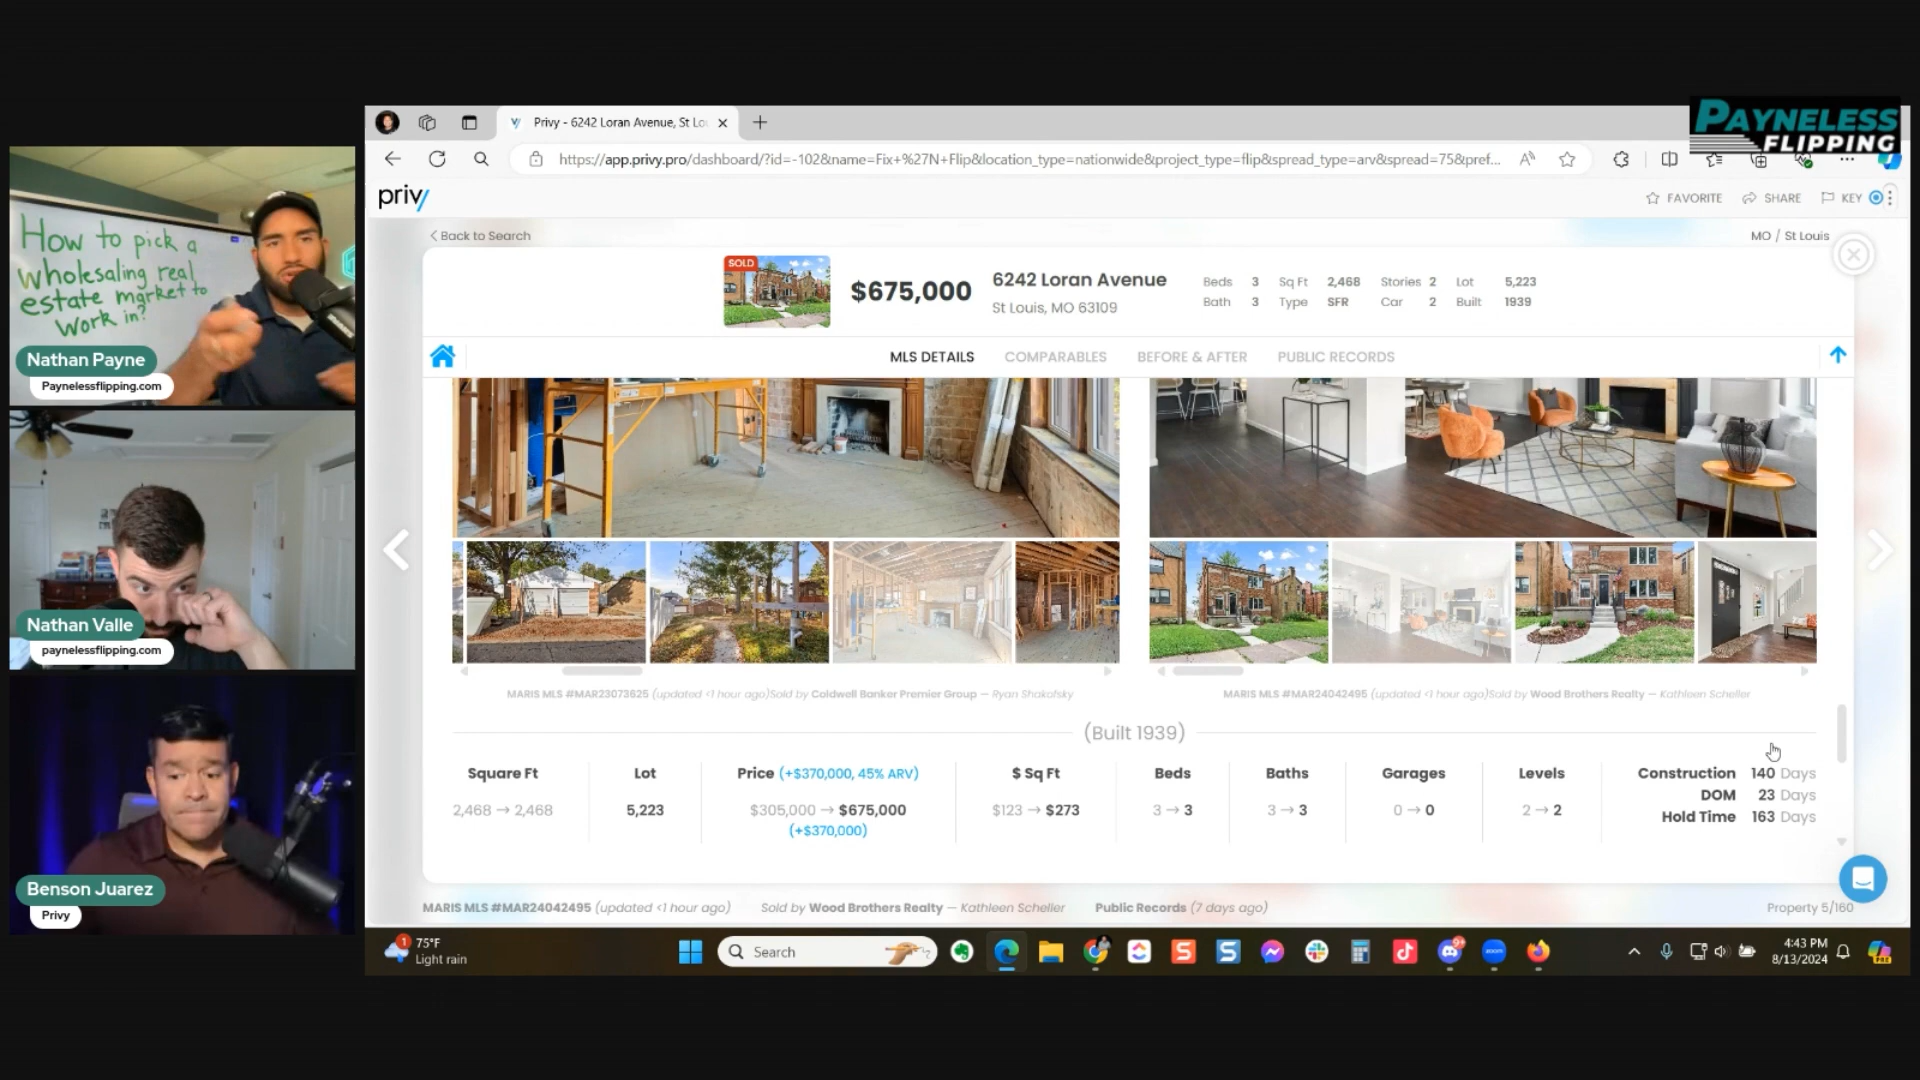 PAYNELESS
FLIPPING
How to pick a
wholesaling real
estate market to
work in?
Nathan Payne
Paynelessflipping.com
Nathan Valle
paynelessflipping.com
Benson Juarez
Privy
Privy - 6242 Loran Avenue, St Lo
https://app.privy.pro/dashboard/?id=-102&name=Fix+%27N+Flip&location_type=nationwide&project_type=flip&spread_type=arv&spread=75&pref...
privy
FAVORITE
SHARE
KEY
Back to Search
MO / St Louis
SOLD
$675,000
6242 Loran Avenue
St Louis, MO 63109
Beds 3 Sq Ft 2,468 Stories 2 Lot 5,223
Bath 3 Type SFR Car 2 Built 1939
MLS DETAILS
COMPARABLES
BEFORE & AFTER
PUBLIC RECORDS
MARIS MLS #MAR23073625 (updated <1 hour ago)Sold by Coldwell Banker Premier Group — Ryan Shakofsky
MARIS MLS #MAR24042495 (updated <1 hour ago)Sold by Wood Brothers Realty — Kathleen Scheller
(Built 1939)
Square Ft
2,468 → 2,468
Lot
5,223
Price (+$370,000, 45% ARV)
$305,000 → $675,000
(+$370,000)
$ Sq Ft
$123 → $273
Beds
3 → 3
Baths
3 → 3
Garages
0 → 0
Levels
2 → 2
Construction 140 Days
DOM 23 Days
Hold Time 163 Days
MARIS MLS #MAR24042495 (updated <1 hour ago) Sold by Wood Brothers Realty — Kathleen Scheller Public Records (7 days ago)
Property 5/160
1
75°F
Light rain
Search
zoom
9+
4:43 PM
8/13/2024
PRE